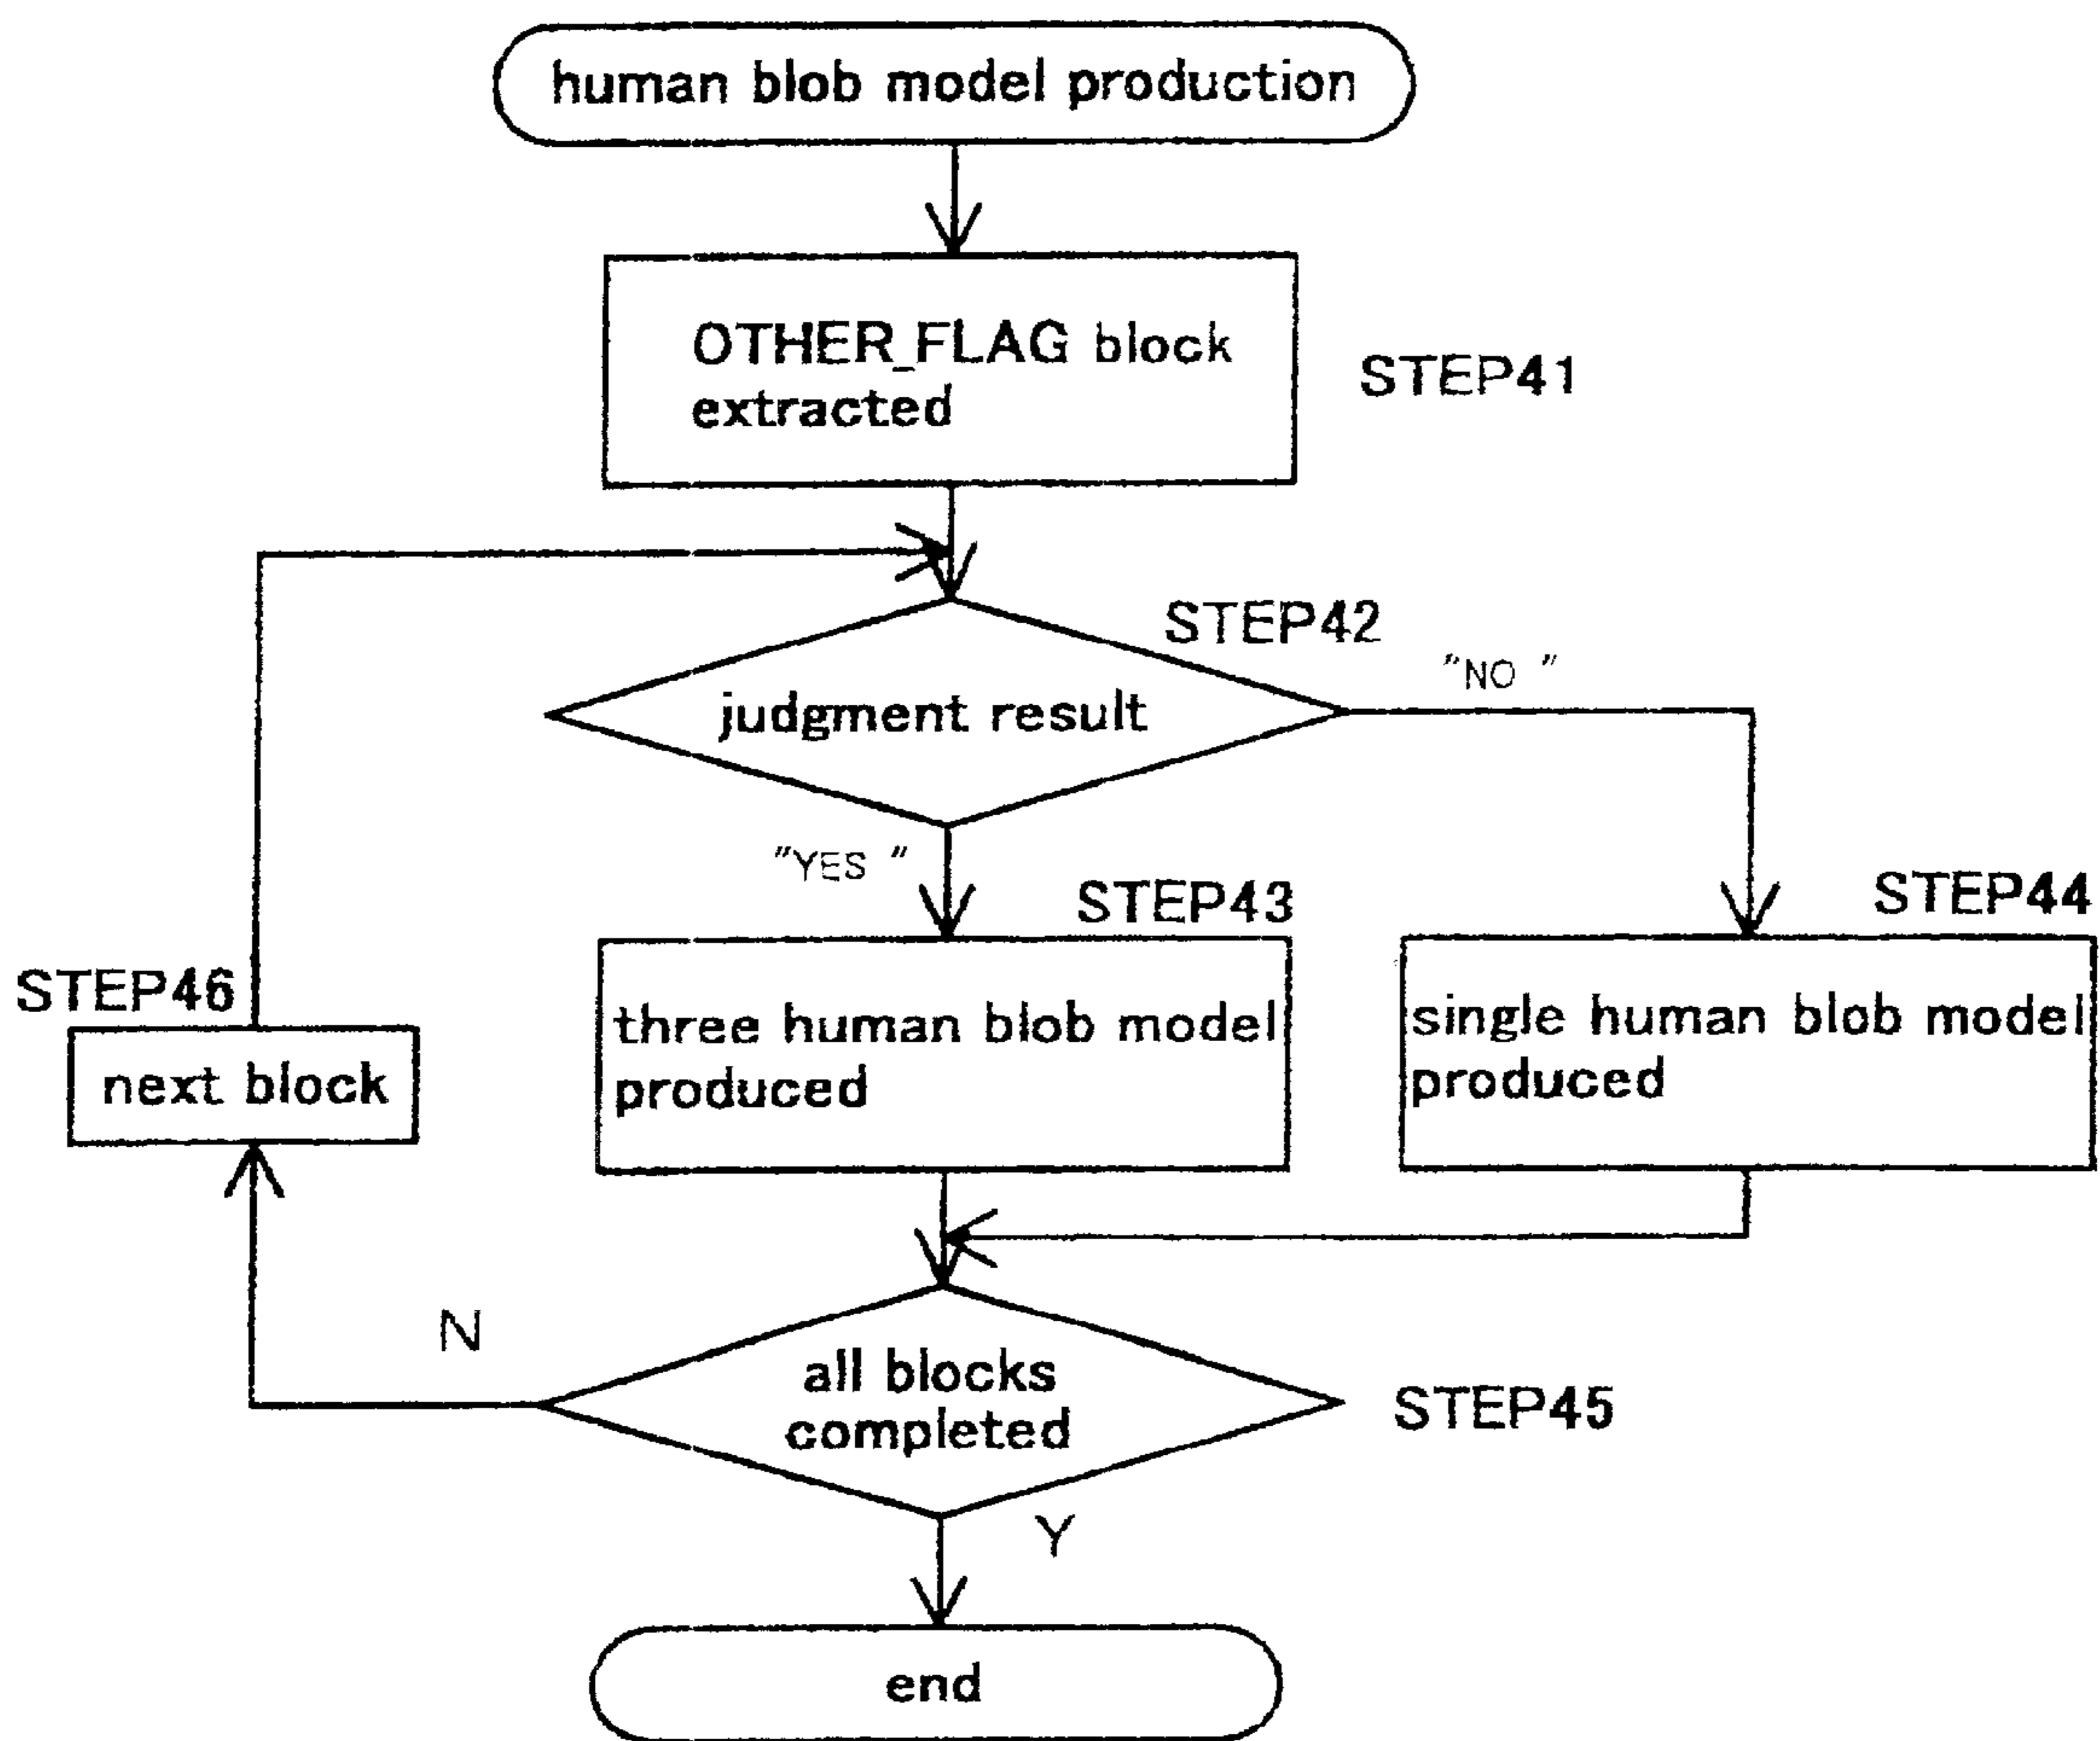 human blob model production
OTHER_FLAG block
extracted
STEP41
STEP42
judgment result
"NO "
"YES "
STEP43
STEP44
three human blob model
produced
single human blob model
produced
STEP46
next block
N
all blocks
completed
STEP45
Y
end